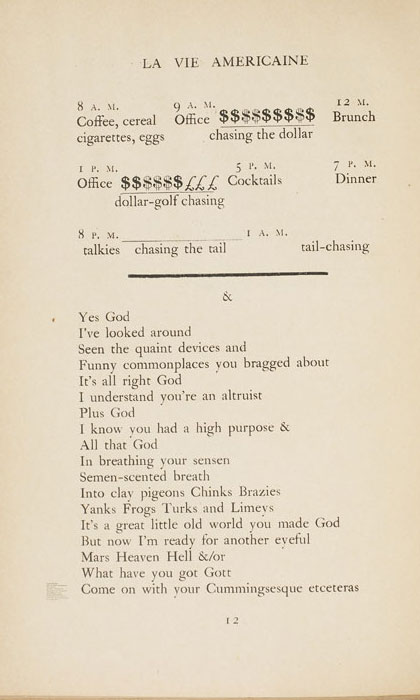 LA VIE AMERICAINE
8 A. M. 9 A. M. 12 M.
Coffee, cereal Office $$$$$$$$$ Brunch
cigarettes, eggs chasing the dollar
1 P. M. 5 P. M. 7 P. M.
Office $$$$$$£££ Cocktails Dinner
dollar-golf chasing
8 P. M. 1 A. M.
talkies chasing the tail tail-chasing
&
Yes God
I've looked around
Seen the quaint devices and
Funny commonplaces you bragged about
It's all right God
I understand you're an altruist
Plus God
I know you had a high purpose &
All that God
In breathing your sensen
Semen-scented breath
Into clay pigeons Chinks Brazies
Yanks Frogs Turks and Limeys
It's a great little old world you made God
But now I'm ready for another eyeful
Mars Heaven Hell &/or
What have you got Gott
Come on with your Cummingsesque etceteras
12